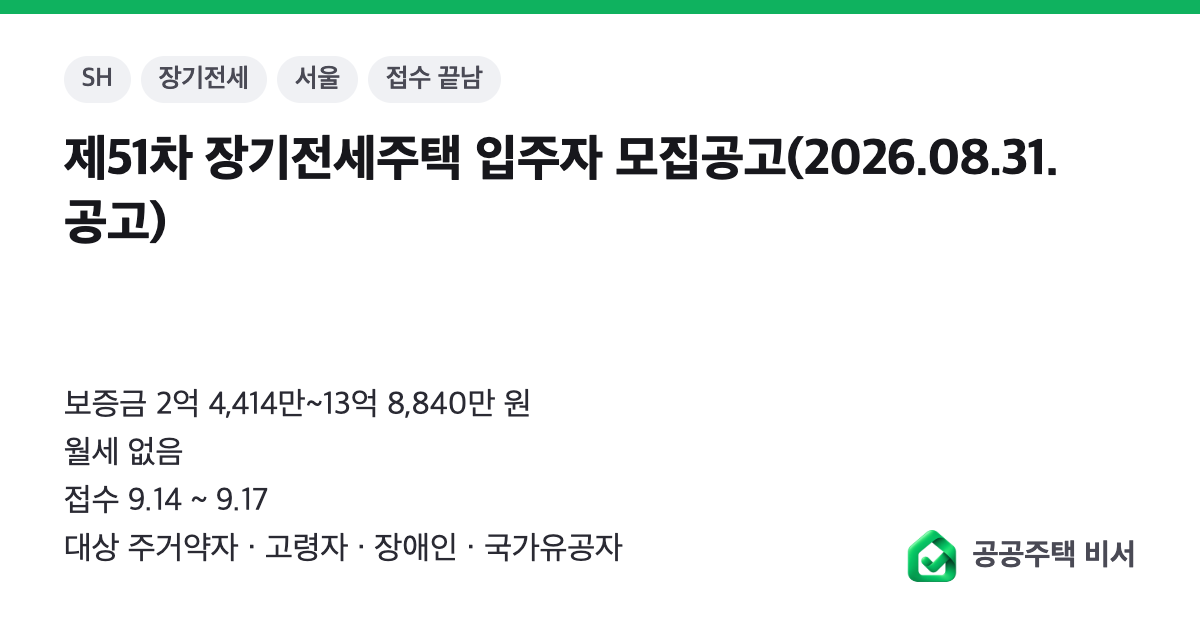 SH 장기전세 서울 접수 끝남
제51차 장기전세주택 입주자 모집공고(2026.08.31.
공고)
보증금 2억 4,414만~13억 8,840만 원
월세 없음
접수 9.14 ~ 9.17
대상 주거약자 · 고령자 · 장애인 · 국가유공자
공공주택 비서